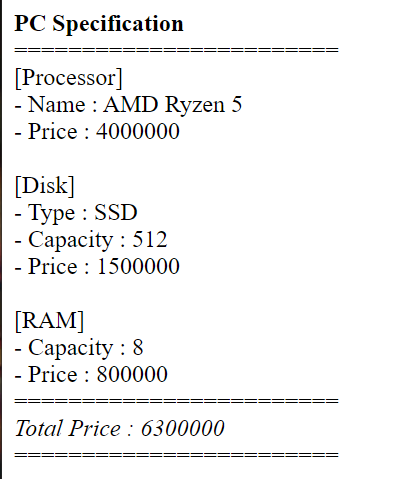 PC Specification
========================
[Processor]
- Name : AMD Ryzen 5
- Price : 4000000
[Disk]
- Type : SSD
- Capacity : 512
- Price : 1500000
[RAM]
- Capacity : 8
- Price : 800000
========================
Total Price : 6300000
========================